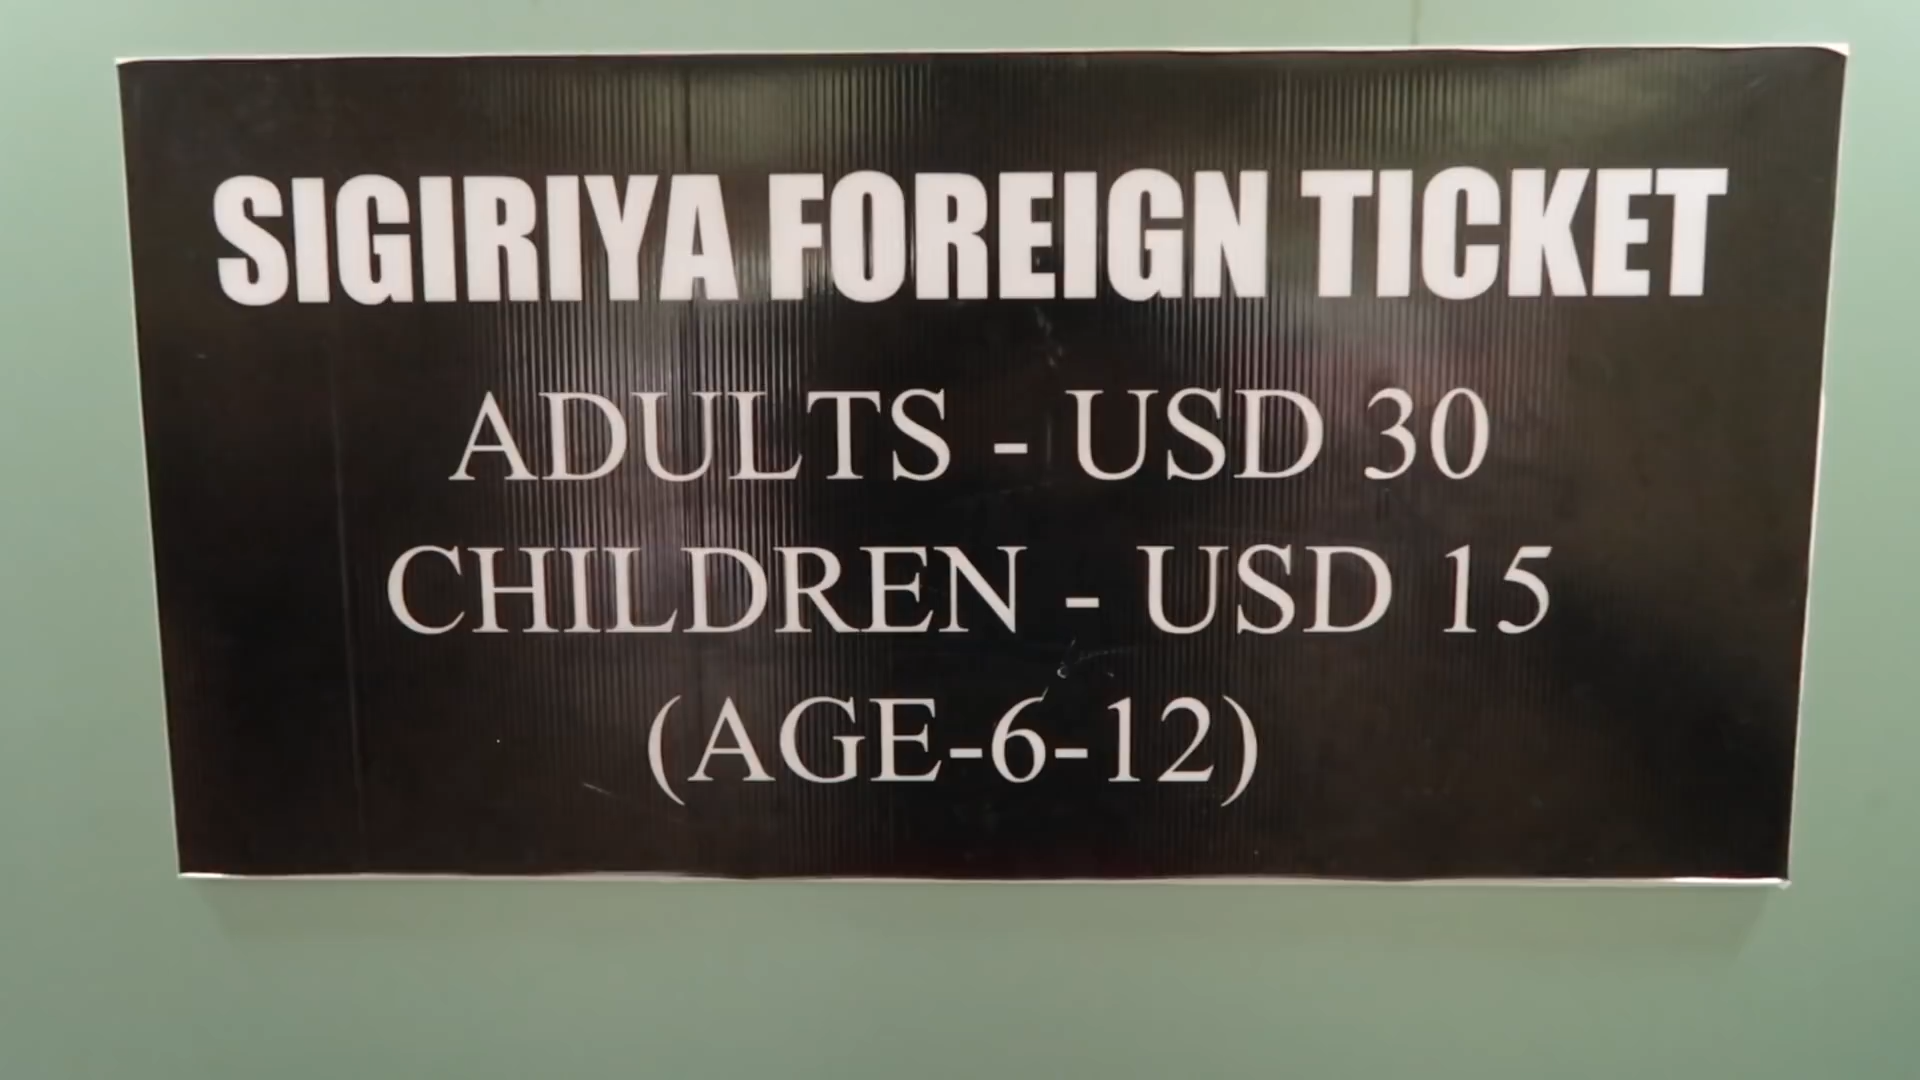 SIGIRIYA FOREIGN TICKET
ADULTS - USD 30
CHILDREN - USD 15
(AGE-6-12)